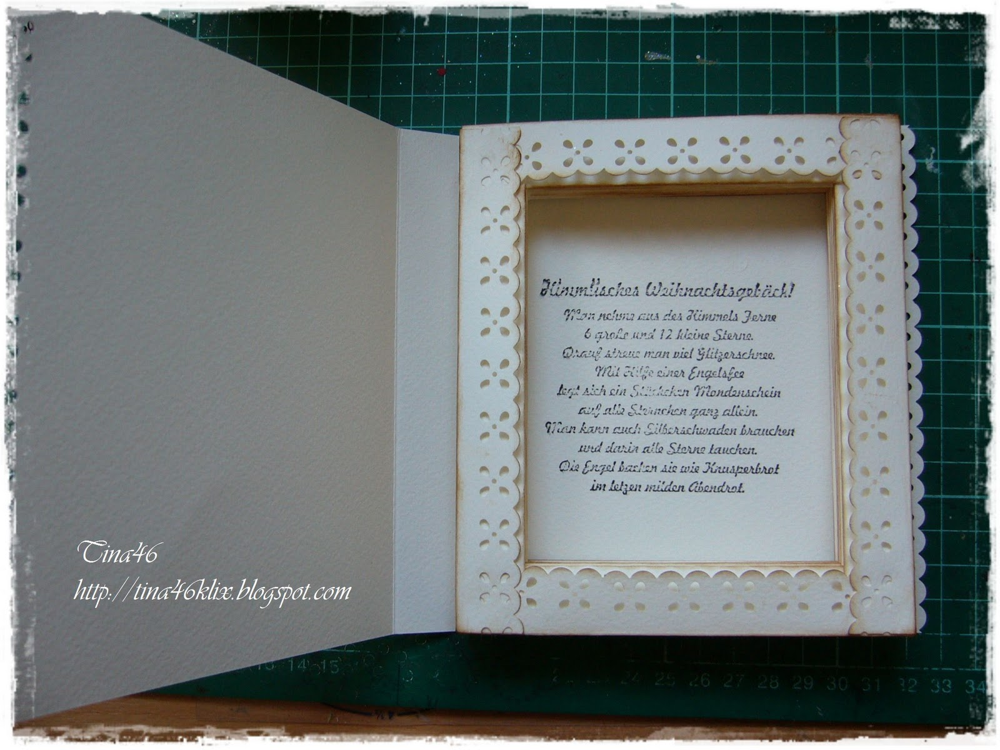 Himmlisches Weihnachtsgebäck!
Man nehme aus des Himmels Ferne
6 große und 12 kleine Sterne.
Drauf streue man viel Glitzerschnee.
Mit Hilfe einer Engelsfee
legt sich ein Stückchen Mondenschein
auf alle Sternchen ganz allein.
Man kann auch Silberschwaden brauchen
und darin alle Sterne tauchen.
Die Engel backen sie wie Knusperbrot
im letzen milden Abendrot.
Tina46
http://tina46klix.blogspot.com
14 15
24 25 26 27 28 29 30 31 32 33 34